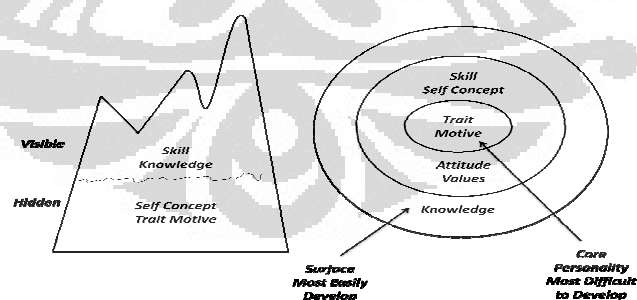 Visible
Skill
Knowledge
Hidden
Self Concept
Trait Motive
Skill
Self Concept
Trait
Motive
Attitude
Values
Knowledge
Surface
Most Easily
Develop
Core
Personality
Most Difficult
to Develop